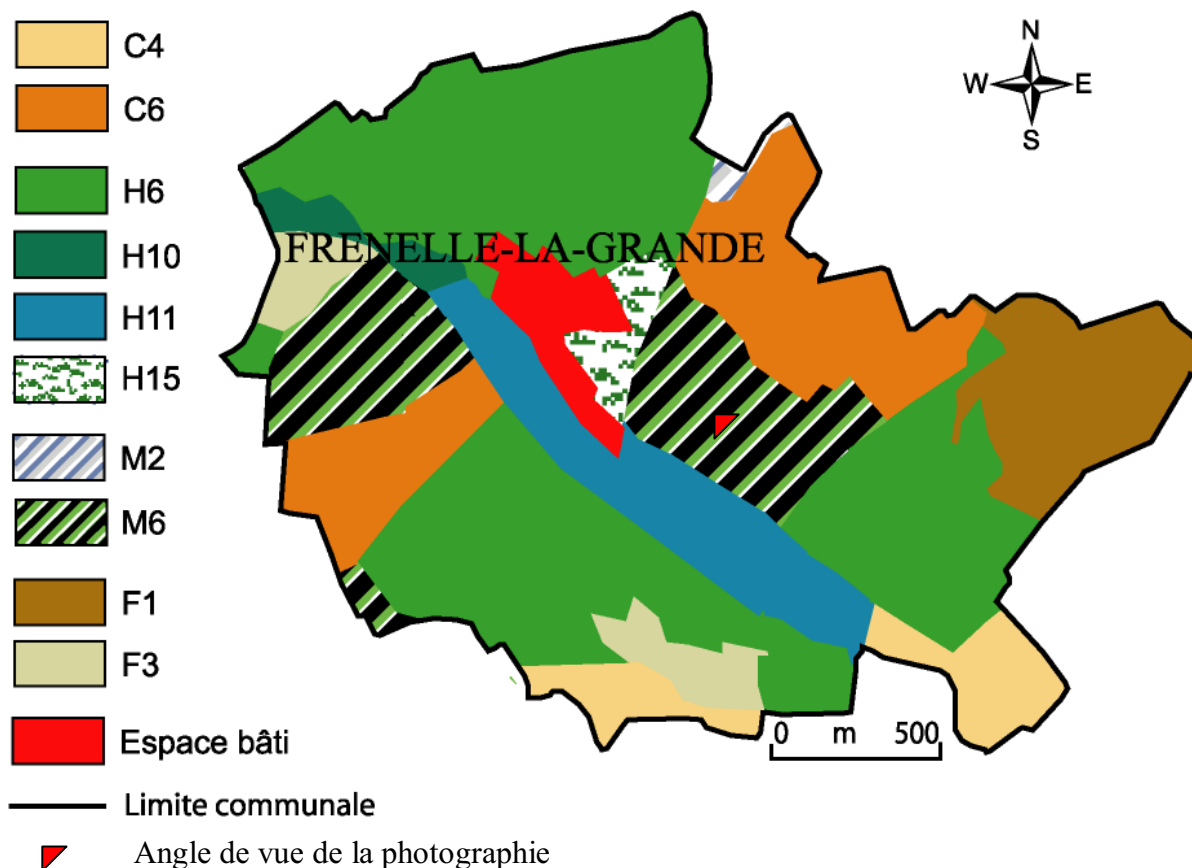 C4
C6
H6
H10
H11
H15
M2
M6
F1
F3
Espace bâti
Limite communale
Angle de vue de la photographie
N
W E
S
FRENELLE-LA-GRANDE
0 m 500